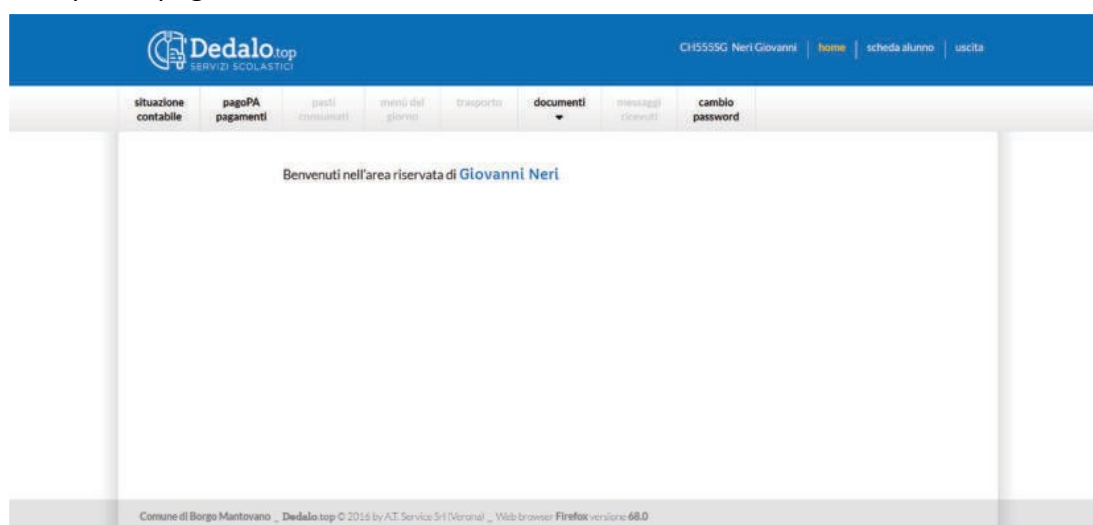 Dedalo.top
SERVIZI SCOLASTICI
CH5555G Neri Giovanni | home | scheda alunno | uscita
situazione contabile
pagoPA pagamenti
pasti consumati
menù del giorno
trasporto
documenti
messaggi ricevuti
cambio password
Benvenuti nell'area riservata di Giovanni Neri
Comune di Borgo Mantovano _ Dedalo.top © 2016 by A.T. Service Srl (Verona) _ Web browser Firefox versione 68.0